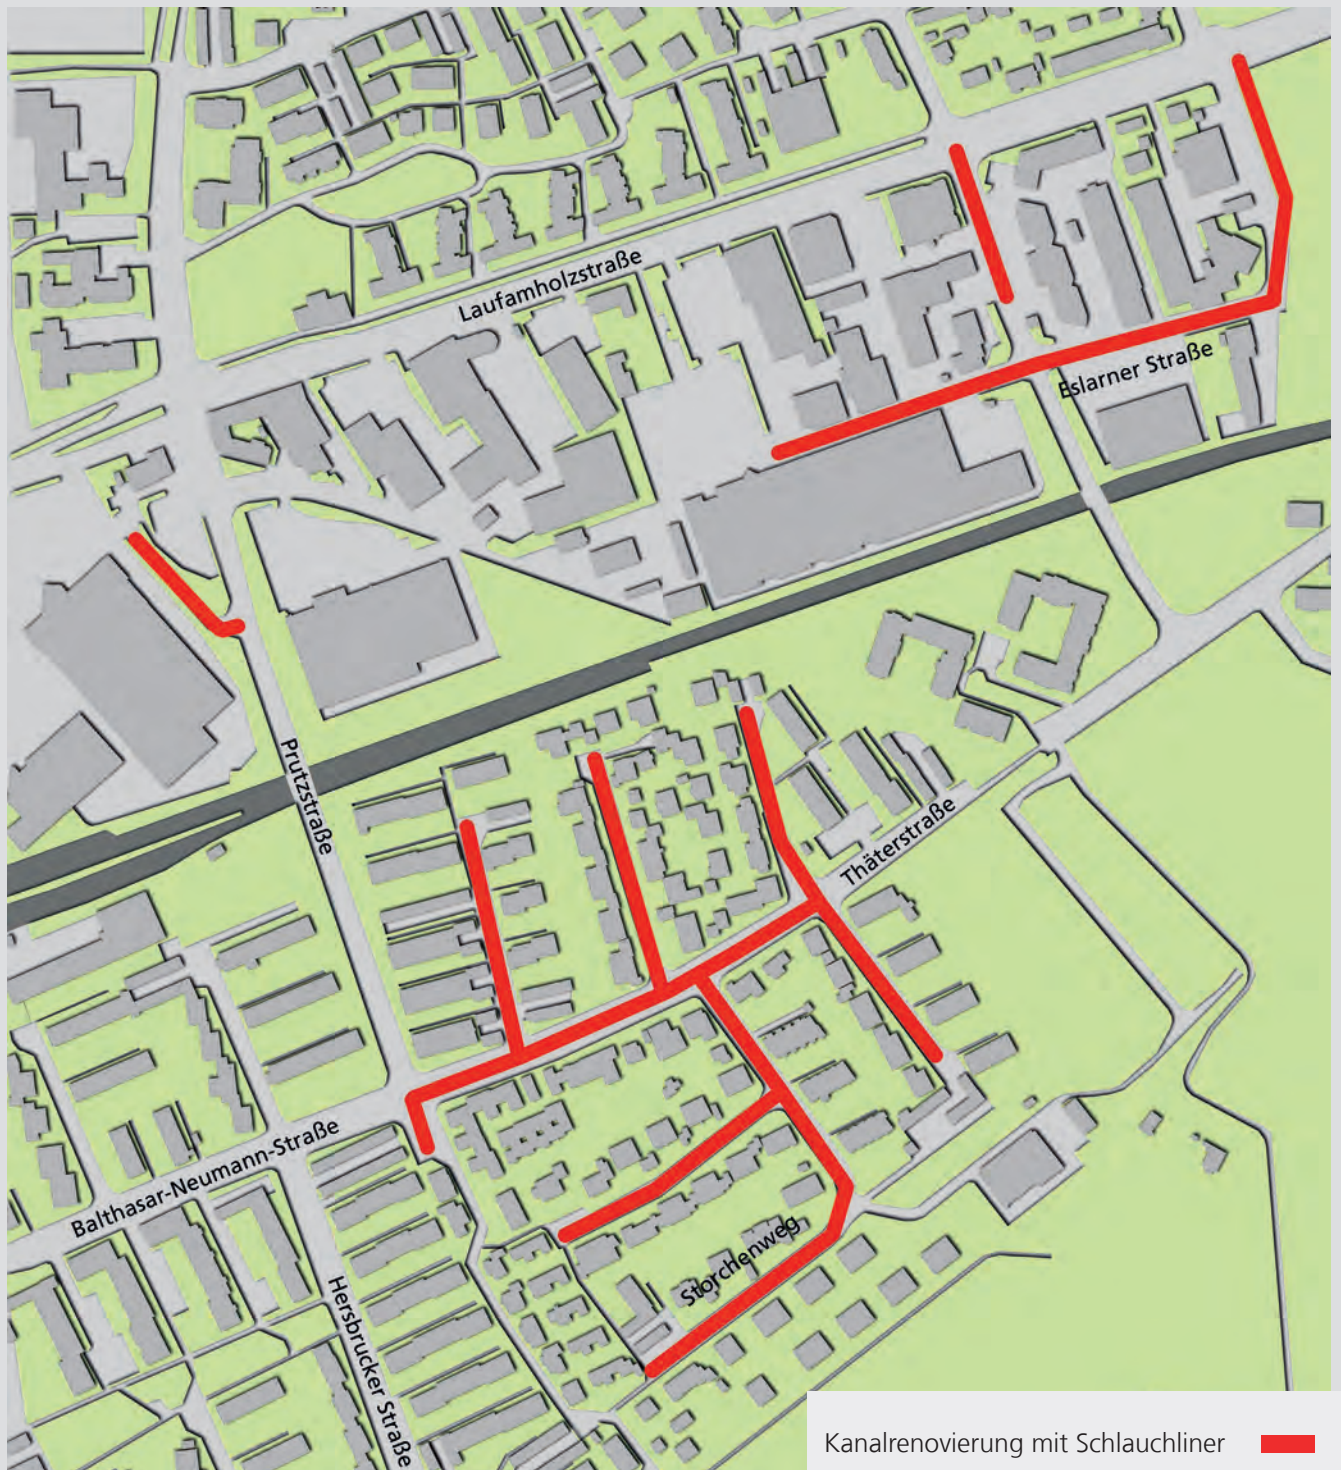 Laufamholzstraße
Eslarner Straße
Prutzstraße
Thäterstraße
Balthasar-Neumann-Straße
Storchenweg
Hersbrucker Straße
Kanalrenovierung mit Schlauchliner